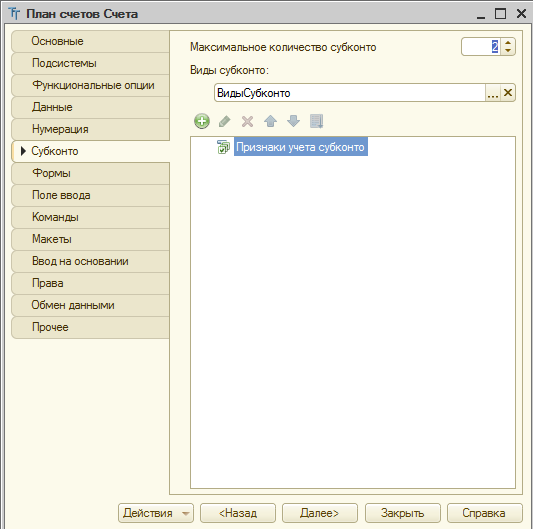 План счетов Счета
Основные
Подсистемы
Функциональные опции
Данные
Нумерация
Субконто
Формы
Поле ввода
Команды
Макеты
Ввод на основании
Права
Обмен данными
Прочее
Максимальное количество субконто
2
Виды субконто:
ВидыСубконто
...
Признаки учета субконто
Действия
<Назад
Далее>
Закрыть
Справка